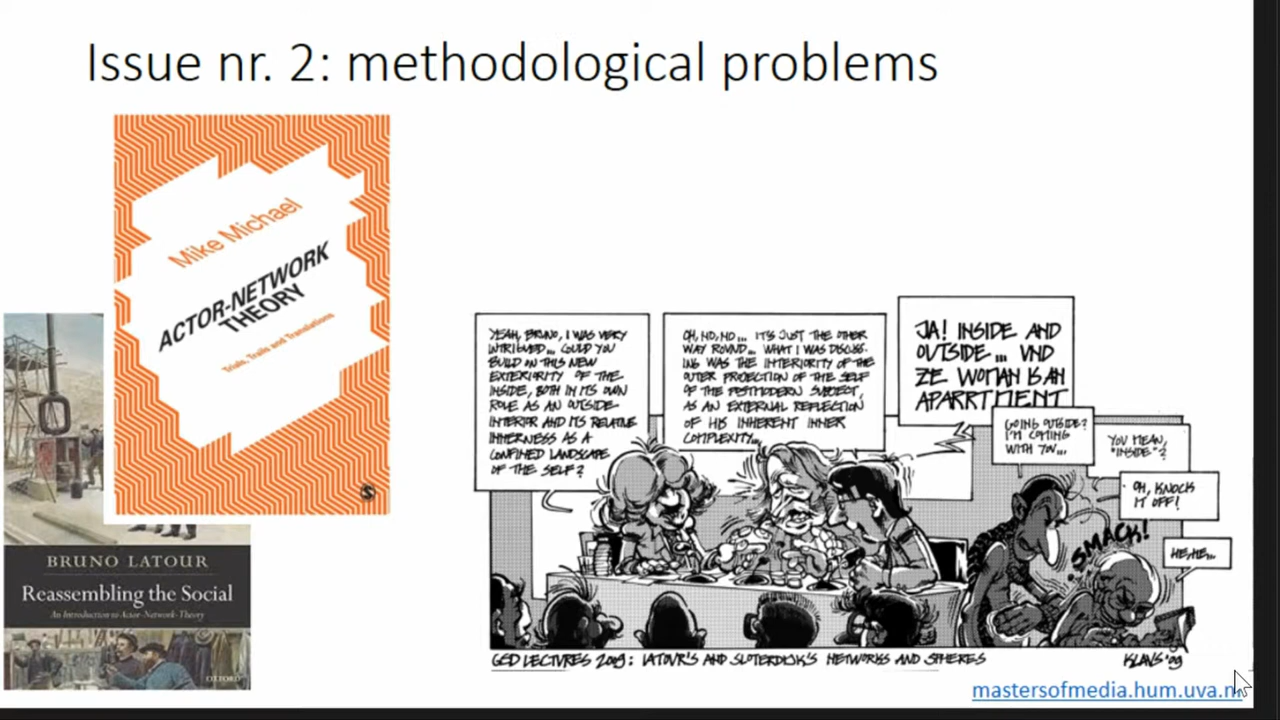 Issue nr. 2: methodological problems
Mike Michael
ACTOR-NETWORK
THEORY
Trials, Trails and Translations
BRUNO LATOUR
Reassembling the Social
An Introduction to Actor-Network-Theory
OXFORD
YEAH, BRUNO, I WAS VERY
INTRIGUED... COULD YOU
BUILD ON THIS NEW
EXTERIORITY OF THE
INSIDE, BOTH IN ITS OWN
ROLE AS AN OUTSIDE
INTERIOR AND ITS RELATIVE
INNERNESS AS A
CONFINED LANDSCAPE
OF THE SELF?
OH, NO, NO... IT'S JUST THE OTHER
WAY ROUND... WHAT I WAS DISCUSS-
ING WAS THE INTERIORITY OF THE
OUTER PROJECTION OF THE SELF
OF THE POSTMODERN SUBJECT,
AS AN EXTERNAL REFLECTION
OF HIS INHERENT INNER
COMPLEXITY...
JA! INSIDE AND
OUTSIDE... UND
ZE WOMAN IS AN
APARRTMENT
GOING OUTSIDE?
I'M COMING
WITH YOU...
YOU MEAN,
"INSIDE"?
OH, KNOCK
IT OFF!
SMACK!
HEHE...
GSD LECTURES 2009: LATOUR'S AND SLOTERDIJK'S NETWORKS AND SPHERES
KLAUS '09
mastersofmedia.hum.uva.nl